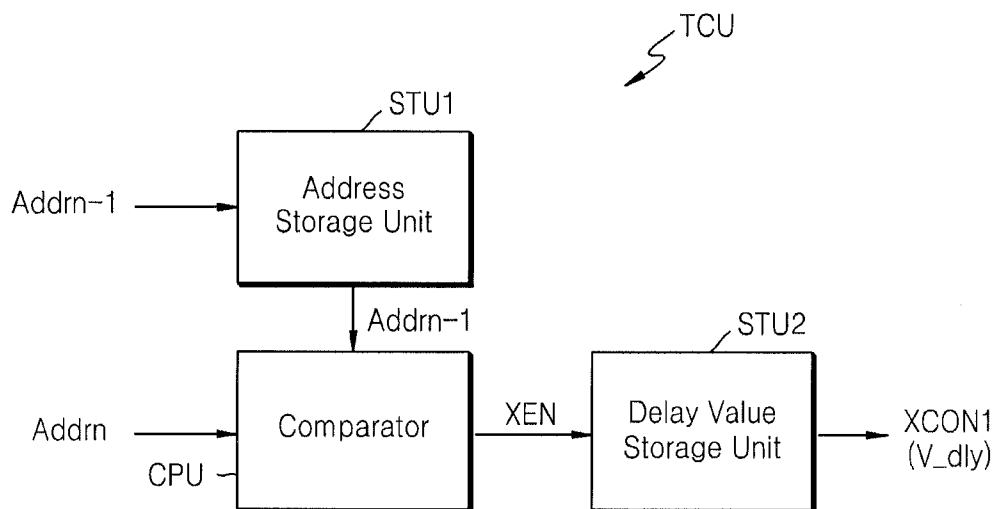 TCU
STU1
Addrn-1
Address
Storage Unit
Addrn-1
STU2
Addrn
Comparator
XEN
Delay Value
Storage Unit
XCON1
(V_dly)
CPU